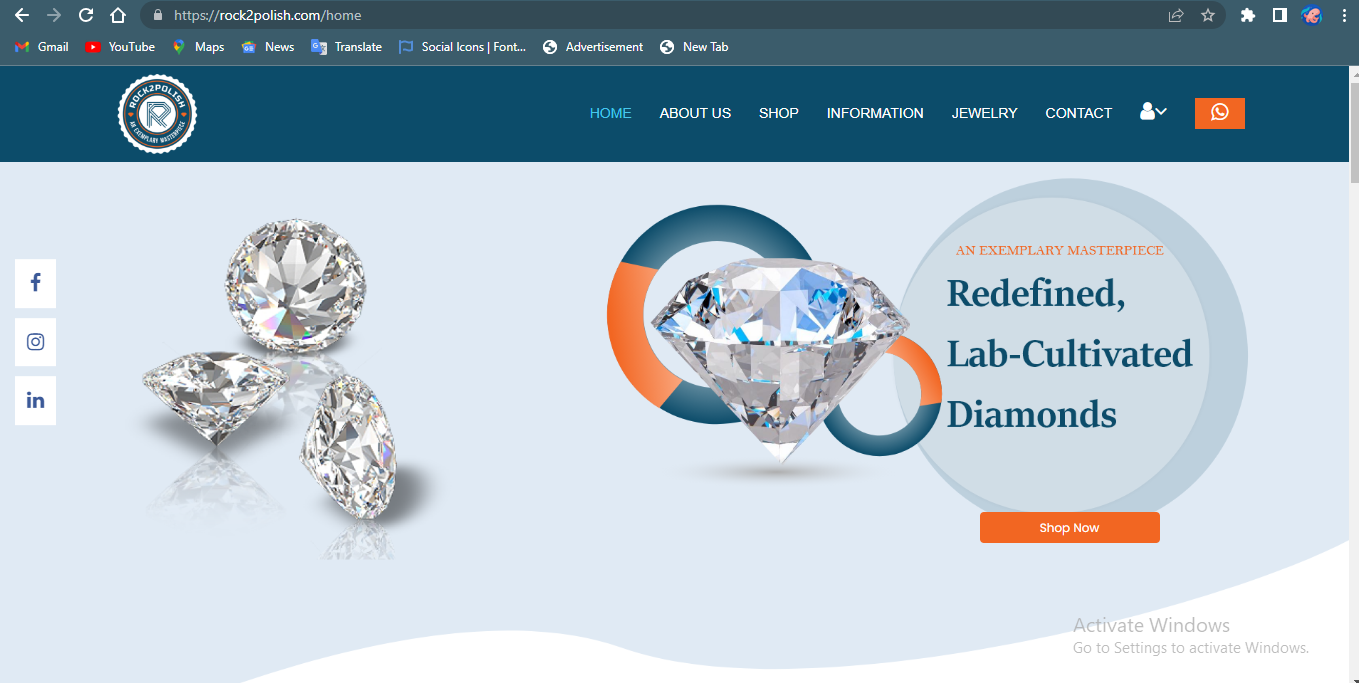 https://rock2polish.com/home
Gmail YouTube Maps News Translate Social Icons | Font... Advertisement New Tab
ROCK2POLISH
AN EXEMPLARY MASTERPIECE
HOME ABOUT US SHOP INFORMATION JEWELRY CONTACT
AN EXEMPLARY MASTERPIECE
Redefined,
Lab-Cultivated
Diamonds
Shop Now
Activate Windows
Go to Settings to activate Windows.